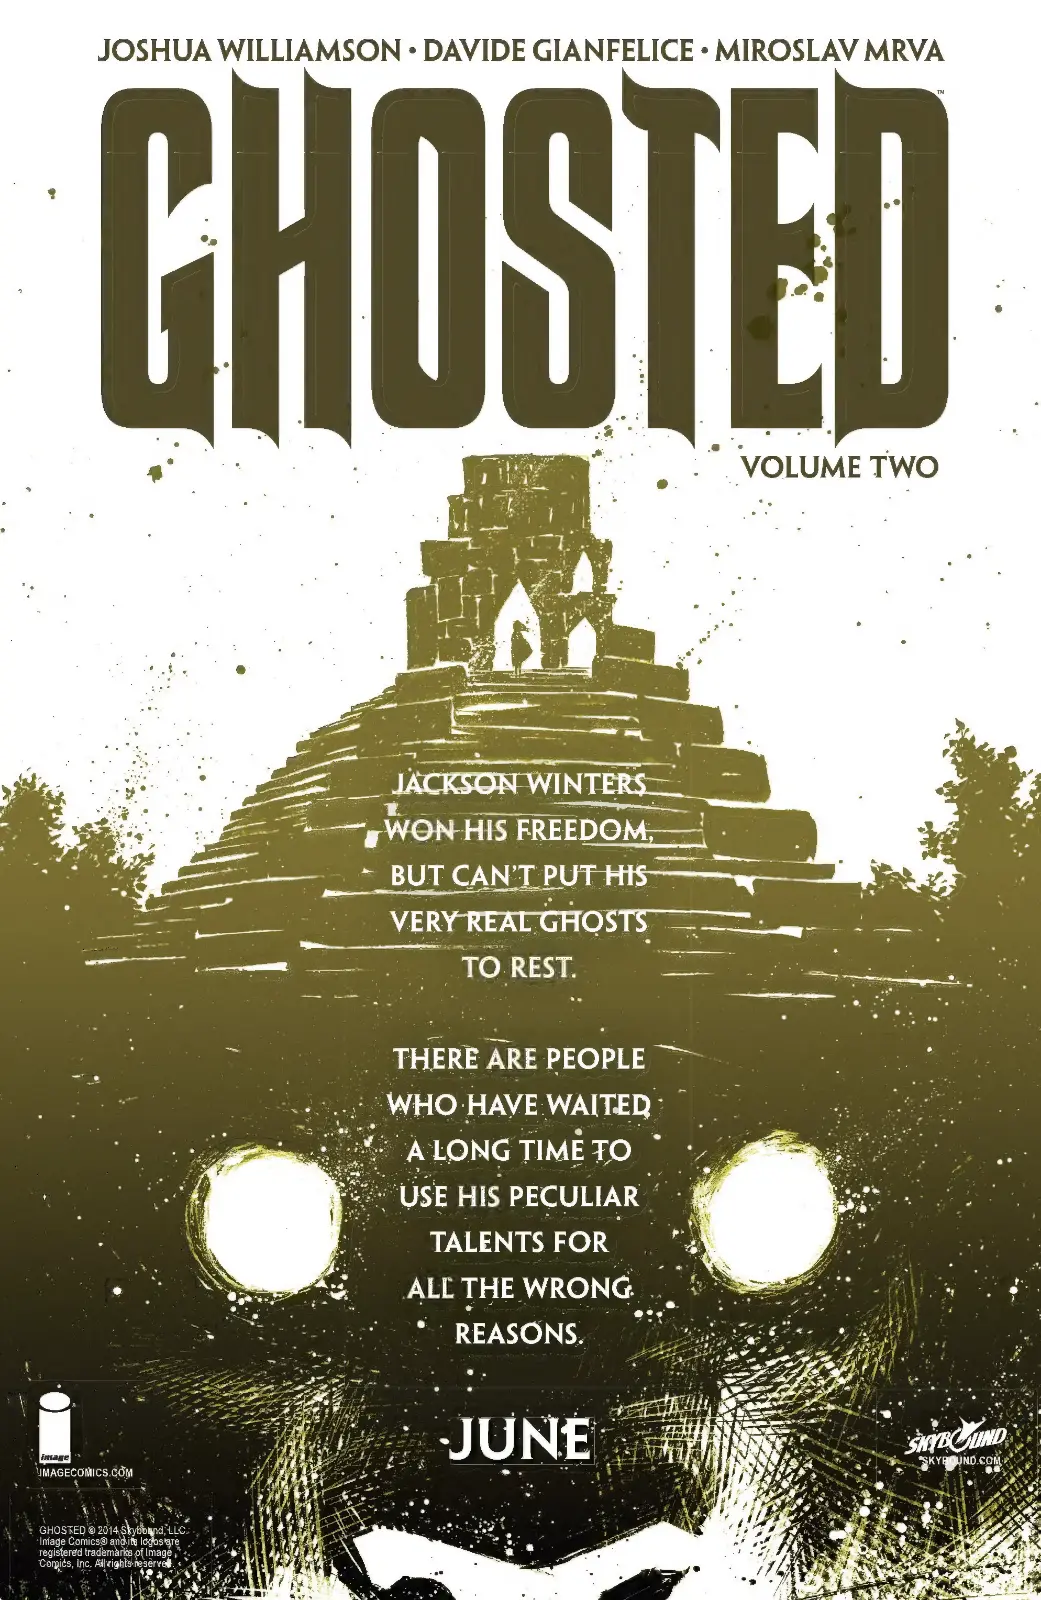 JOSHUA WILLIAMSON • DAVIDE GIANFELICE • MIROSLAV MRVA
GHOSTED™
VOLUME TWO
JACKSON WINTERS
WON HIS FREEDOM,
BUT CAN'T PUT HIS
VERY REAL GHOSTS
TO REST.
THERE ARE PEOPLE
WHO HAVE WAITED
A LONG TIME TO
USE HIS PECULIAR
TALENTS FOR
ALL THE WRONG
REASONS.
JUNE
image
IMAGECOMICS.COM
SKYBOUND
SKYBOUND.COM
GHOSTED © 2014 Skybound, LLC.
Image Comics® and its logos are
registered trademarks of Image
Comics, Inc. All rights reserved.